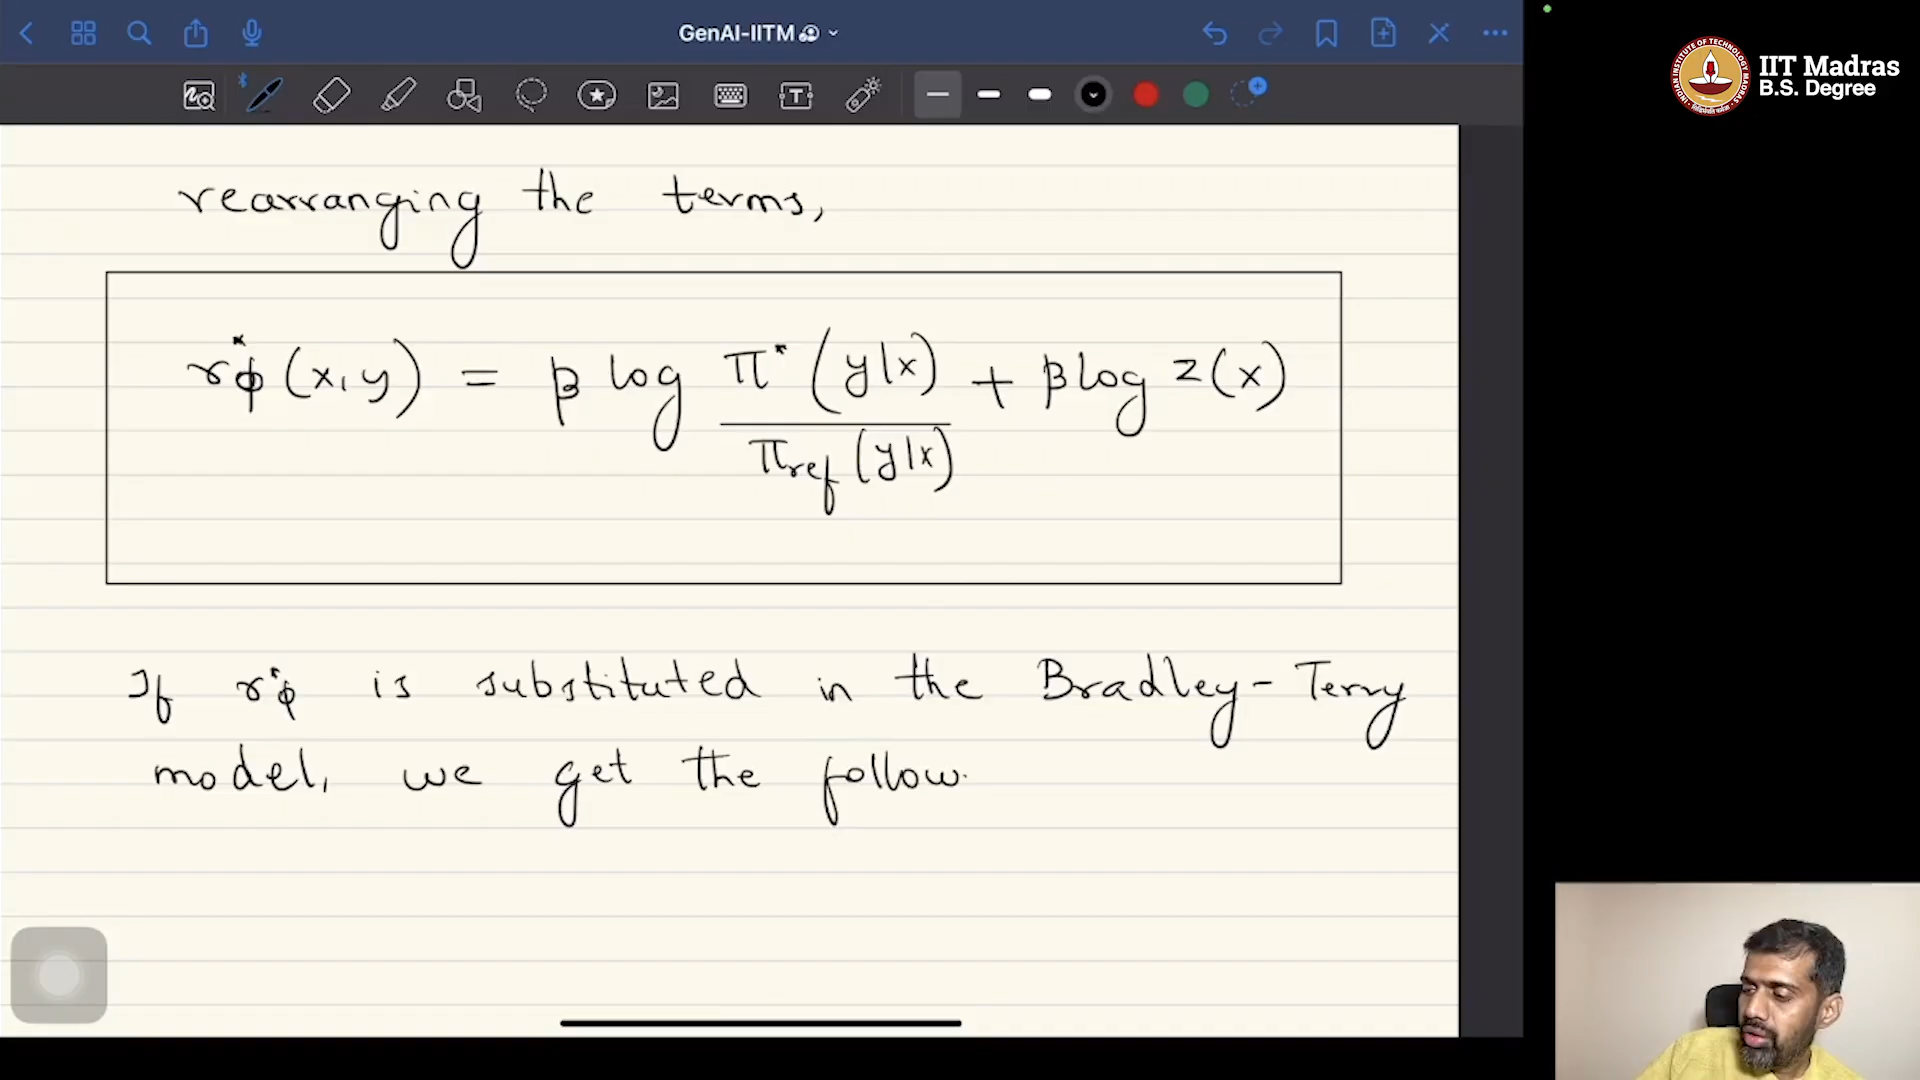 GenAI-IITM
IIT Madras
B.S. Degree
rearranging the terms,
r*φ (x, y) = β log π* (y|x) / πref (y|x) + β log z(x)
If r*φ is substituted in the Bradley-Terry
model, we get the follow